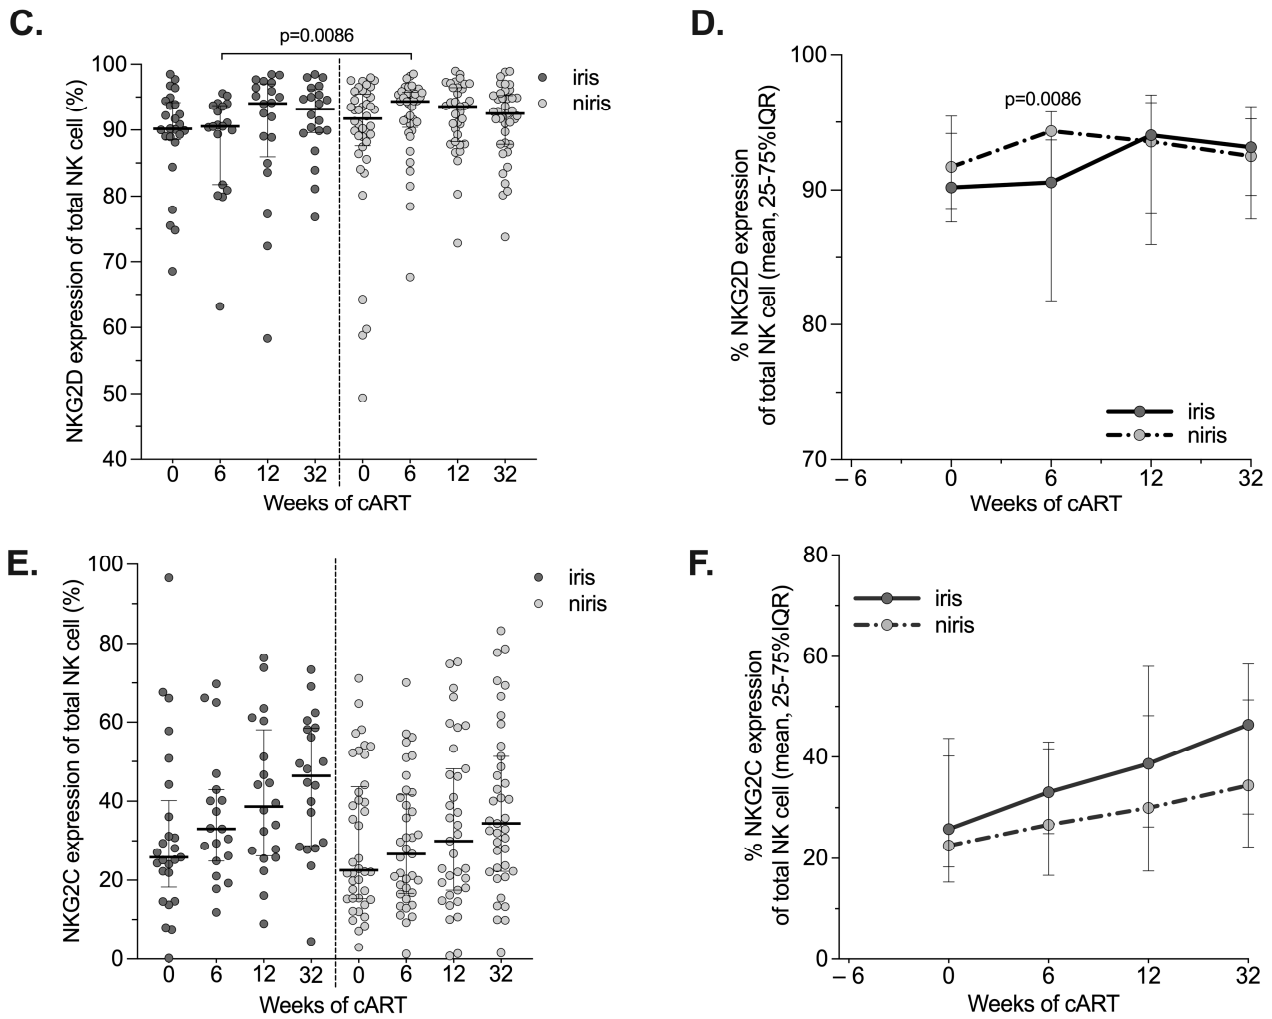 C.
p=0.0086
NKG2D expression of total NK cell (%)
100
90
80
70
60
50
40
0 6 12 32 0 6 12 32
Weeks of cART
iris
niris
D.
% NKG2D expression
of total NK cell (mean, 25-75%IQR)
100
90
80
70
p=0.0086
iris
niris
– 6 0 6 12 32
Weeks of cART
E.
NKG2C expression of total NK cell (%)
100
80
60
40
20
0
0 6 12 32 0 6 12 32
Weeks of cART
iris
niris
F.
% NKG2C expression
of total NK cell (mean, 25-75%IQR)
80
60
40
20
0
iris
niris
– 6 0 6 12 32
Weeks of cART